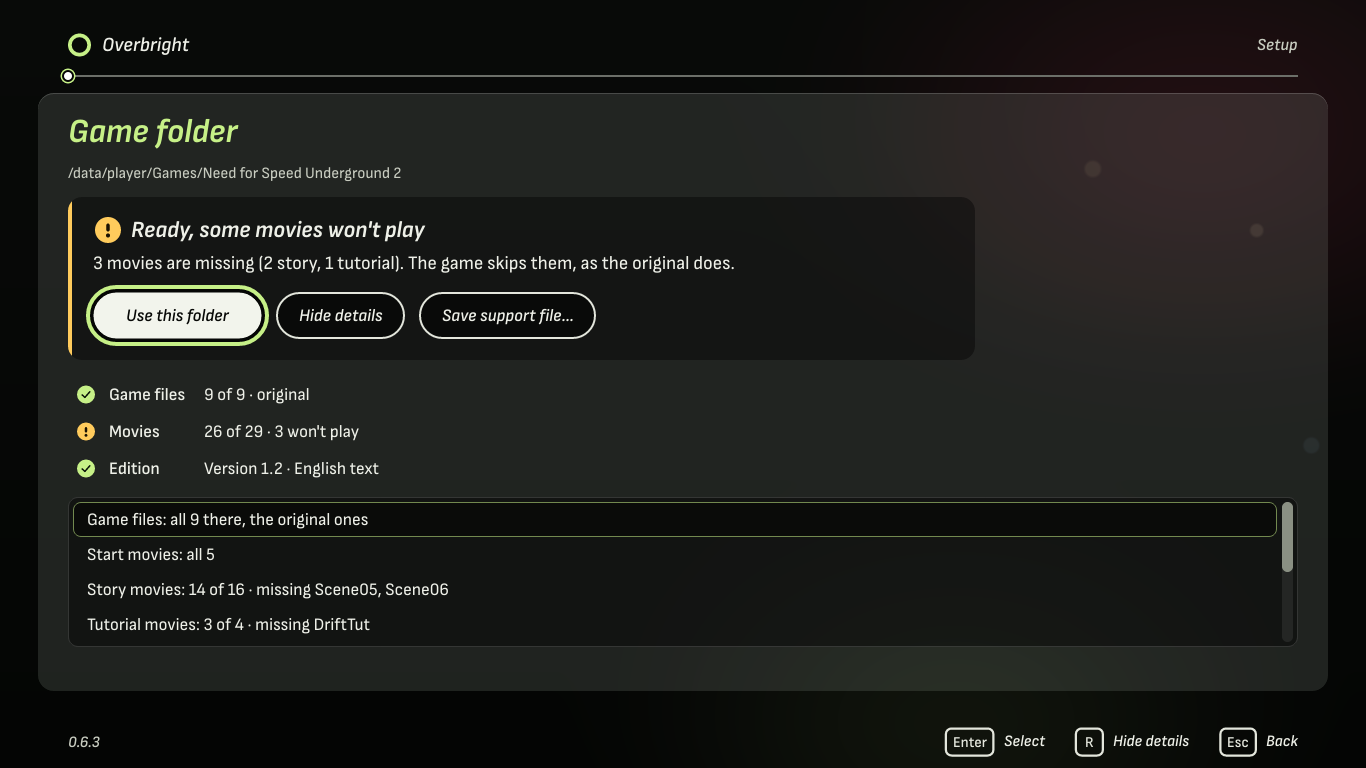 Overbright
Setup
Game folder
/data/player/Games/Need for Speed Underground 2
Ready, some movies won't play
3 movies are missing (2 story, 1 tutorial). The game skips them, as the original does.
Use this folder
Hide details
Save support file...
Game files 9 of 9 · original
Movies 26 of 29 · 3 won't play
Edition Version 1.2 · English text
Game files: all 9 there, the original ones
Start movies: all 5
Story movies: 14 of 16 · missing Scene05, Scene06
Tutorial movies: 3 of 4 · missing DriftTut
0.6.3
Enter Select
R Hide details
Esc Back